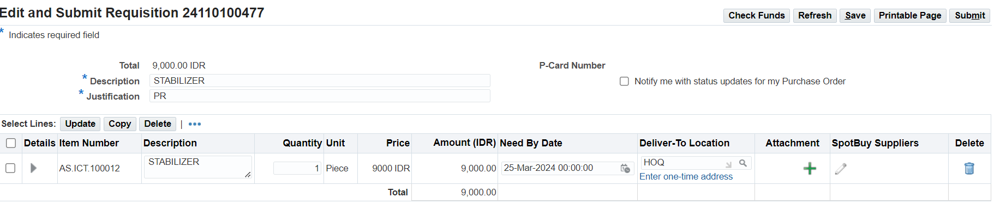 Edit and Submit Requisition 24110100477
Check Funds Refresh Save Printable Page Submit
* Indicates required field
Total 9,000.00 IDR P-Card Number
* Description STABILIZER Notify me with status updates for my Purchase Order
* Justification PR
Select Lines: Update Copy Delete | •••
Details Item Number Description Quantity Unit Price Amount (IDR) Need By Date Deliver-To Location Attachment SpotBuy Suppliers Delete
AS.ICT.100012 STABILIZER 1 Piece 9000 IDR 9,000.00 25-Mar-2024 00:00:00 HOQ
Enter one-time address
Total 9,000.00